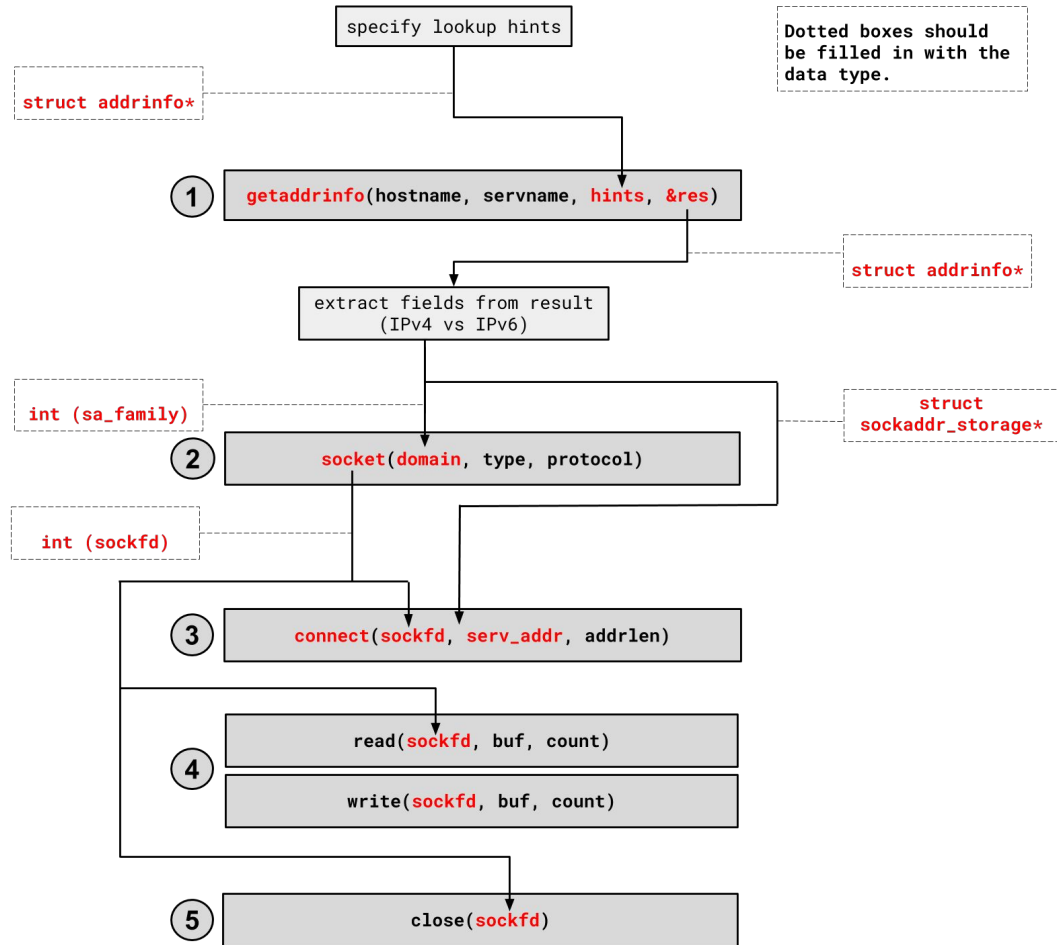 specify lookup hints
Dotted boxes should
be filled in with the
data type.
struct addrinfo*
1
getaddrinfo(hostname, servname, hints, &res)
struct addrinfo*
extract fields from result
(IPv4 vs IPv6)
int (sa_family)
struct
sockaddr_storage*
2
socket(domain, type, protocol)
int (sockfd)
3
connect(sockfd, serv_addr, addrlen)
4
read(sockfd, buf, count)
write(sockfd, buf, count)
5
close(sockfd)